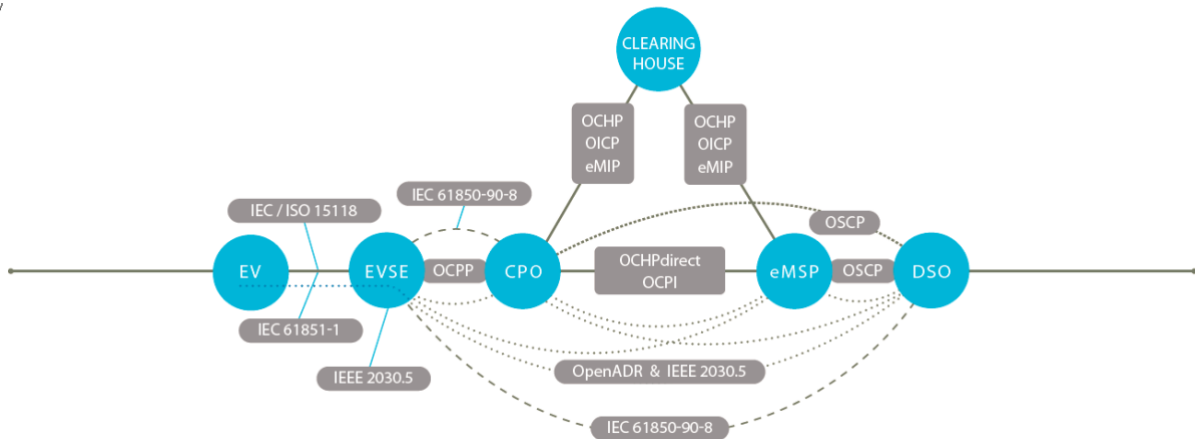 CLEARING
HOUSE
OCHP
OICP
eMIP
OCHP
OICP
eMIP
IEC 61850-90-8
IEC / ISO 15118
OSCP
EV
EVSE
OCPP
CPO
OCHPdirect
OCPI
eMSP
OSCP
DSO
IEC 61851-1
IEEE 2030.5
OpenADR & IEEE 2030.5
IEC 61850-90-8